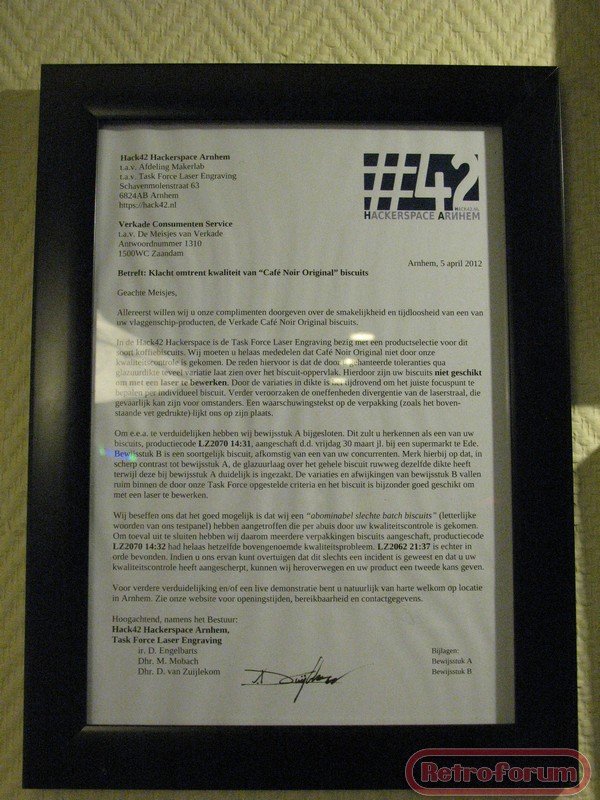 Hack42 Hackerspace Arnhem
t.a.v. Afdeling Makerlab
t.a.v. Task Force Laser Engraving
Schavenmolenstraat 63
6824AB Arnhem
https://hack42.nl
#42
HACK42.NL
HACKERSPACE ARNHEM
Verkade Consumenten Service
t.a.v. De Meisjes van Verkade
Antwoordnummer 1310
1500WC Zaandam
Arnhem, 5 april 2012
Betreft: Klacht omtrent kwaliteit van “Café Noir Original” biscuits
Geachte Meisjes,
Allereerst willen wij u onze complimenten doorgeven over de smakelijkheid en tijdloosheid van een van
uw vlaggenschip-producten, de Verkade Café Noir Original biscuits.
In de Hack42 Hackerspace is de Task Force Laser Engraving bezig met een productselectie voor dit
soort koffiebiscuits. Wij moeten u helaas mededelen dat Café Noir Original niet door onze
kwaliteitscontrole is gekomen. De reden hiervoor is dat de door gehanteerde toleranties qua
glazuurdikte teveel variatie laat zien over het biscuit-oppervlak. Hierdoor zijn uw biscuits niet geschikt
om met een laser te bewerken. Door de variaties in dikte is het tijdrovend om het juiste focuspunt te
bepalen per individueel biscuit. Verder veroorzaken de oneffenheden divergentie van de laserstraal, die
gevaarlijk kan zijn voor omstanders. Een waarschuwingstekst op de verpakking (zoals het boven-
staande vet gedrukte) lijkt ons op zijn plaats.
Om e.e.a. te verduidelijken hebben wij bewijsstuk A bijgesloten. Dit zult u herkennen als een van uw
biscuits, productiecode LZ2070 14:31, aangeschaft d.d. vrijdag 30 maart jl. bij een supermarkt te Ede.
Bewijsstuk B is een soortgelijk biscuit, afkomstig van een van uw concurrenten. Merk hierbij op dat, in
scherp contrast tot bewijsstuk A, de glazuurlaag over het gehele biscuit ruwweg dezelfde dikte heeft
terwijl deze bij bewijsstuk A duidelijk is ingezakt. De variaties en afwijkingen van bewijsstuk B vallen
ruim binnen de door onze Task Force opgestelde criteria en het biscuit is bijzonder goed geschikt om
met een laser te bewerken.
Wij beseffen ons dat het goed mogelijk is dat wij een “abominabel slechte batch biscuits” (letterlijke
woorden van ons testpanel) hebben aangetroffen die per abuis door uw kwaliteitscontrole is gekomen.
Om toeval uit te sluiten hebben wij daarom meerdere verpakkingen biscuits aangeschaft, productiecode
LZ2070 14:32 had helaas hetzelfde bovengenoemde kwaliteitsprobleem. LZ2062 21:37 is echter in
orde bevonden. Indien u ons ervan kunt overtuigen dat dit slechts een incident is geweest en dat u uw
kwaliteitscontrole heeft aangescherpt, kunnen wij heroverwegen en uw product een tweede kans geven.
Voor verdere verduidelijking en/of een live demonstratie bent u natuurlijk van harte welkom op locatie
in Arnhem. Zie onze website voor openingstijden, bereikbaarheid en contactgegevens.
Hoogachtend, namens het Bestuur:
Hack42 Hackerspace Arnhem,
Task Force Laser Engraving
ir. D. Engelbarts
Dhr. M. Mobach
Dhr. D. van Zuijlekom
Bijlagen:
Bewijsstuk A
Bewijsstuk B
RetroForum